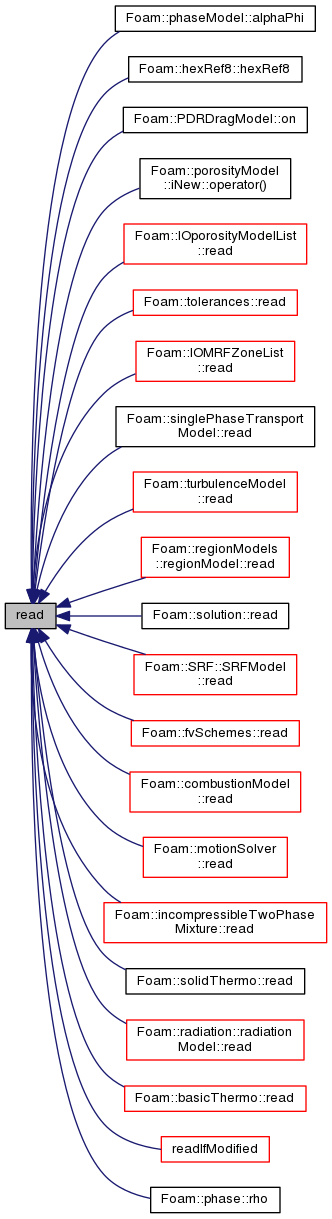 Foam::phaseModel::alphaPhi
Foam::hexRef8::hexRef8
Foam::PDRDragModel::on
Foam::porosityModel
::iNew::operator()
Foam::IOporosityModelList
::read
Foam::tolerances::read
Foam::IOMRFZoneList
::read
Foam::singlePhaseTransport
Model::read
Foam::turbulenceModel
::read
Foam::regionModels
::regionModel::read
read
Foam::solution::read
Foam::SRF::SRFModel
::read
Foam::fvSchemes::read
Foam::combustionModel
::read
Foam::motionSolver
::read
Foam::incompressibleTwoPhase
Mixture::read
Foam::solidThermo::read
Foam::radiation::radiation
Model::read
Foam::basicThermo::read
readIfModified
Foam::phase::rho